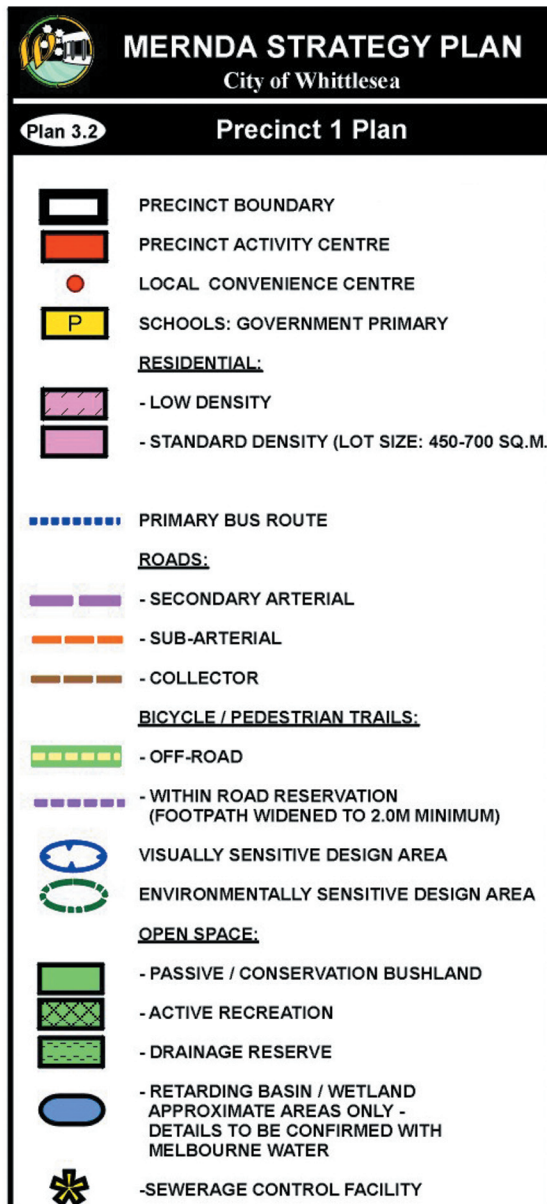 MERNDA STRATEGY PLAN
City of Whittlesea
Plan 3.2
Precinct 1 Plan
PRECINCT BOUNDARY
PRECINCT ACTIVITY CENTRE
LOCAL CONVENIENCE CENTRE
P
SCHOOLS: GOVERNMENT PRIMARY
RESIDENTIAL:
- LOW DENSITY
- STANDARD DENSITY (LOT SIZE: 450-700 SQ.M.
PRIMARY BUS ROUTE
ROADS:
- SECONDARY ARTERIAL
- SUB-ARTERIAL
- COLLECTOR
BICYCLE / PEDESTRIAN TRAILS:
- OFF-ROAD
- WITHIN ROAD RESERVATION
(FOOTPATH WIDENED TO 2.0M MINIMUM)
VISUALLY SENSITIVE DESIGN AREA
ENVIRONMENTALLY SENSITIVE DESIGN AREA
OPEN SPACE:
- PASSIVE / CONSERVATION BUSHLAND
- ACTIVE RECREATION
- DRAINAGE RESERVE
- RETARDING BASIN / WETLAND
APPROXIMATE AREAS ONLY -
DETAILS TO BE CONFIRMED WITH
MELBOURNE WATER
-SEWERAGE CONTROL FACILITY